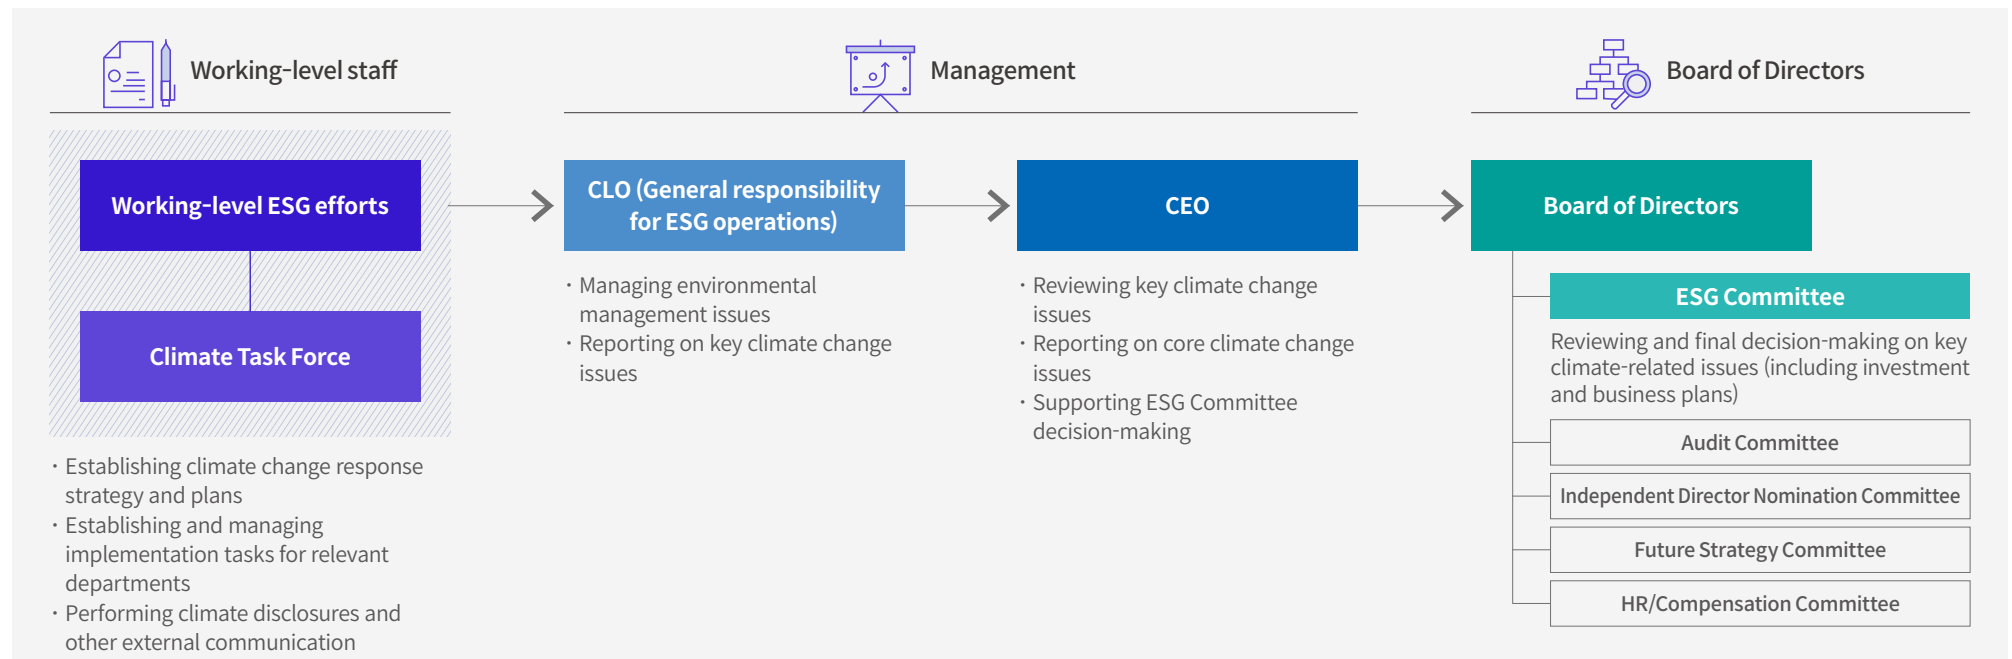 Working-level staff
Working-level ESG efforts
Climate Task Force
· Establishing climate change response
strategy and plans
· Establishing and managing
implementation tasks for relevant
departments
· Performing climate disclosures and
other external communication
Management
CLO (General responsibility
for ESG operations)
· Managing environmental
management issues
· Reporting on key climate change
issues
CEO
· Reviewing key climate change
issues
· Reporting on core climate change
issues
· Supporting ESG Committee
decision-making
Board of Directors
Board of Directors
ESG Committee
Reviewing and final decision-making on key
climate-related issues (including investment
and business plans)
Audit Committee
Independent Director Nomination Committee
Future Strategy Committee
HR/Compensation Committee